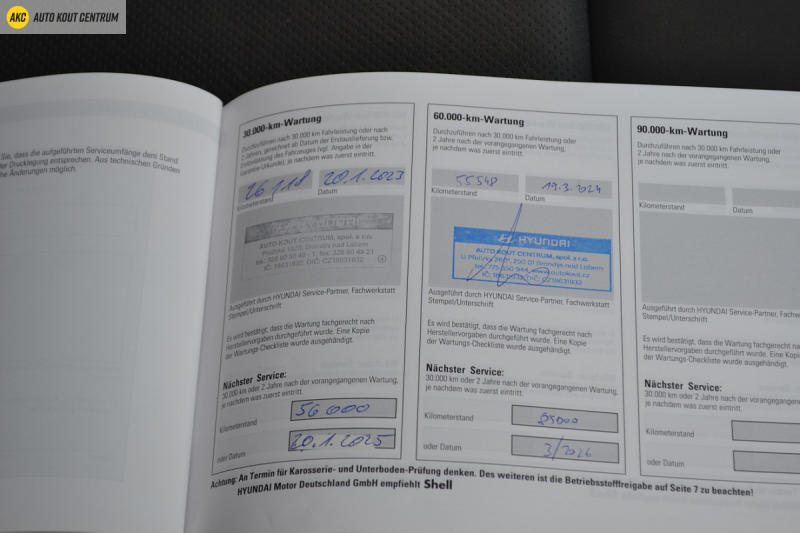 AKC AUTO KOUT CENTRUM
Sie, dass die aufgeführten Serviceumfänge dem Stand
Drucklegung entsprechen. Aus technischen Gründen
Änderungen möglich.
30.000-km-Wartung
Durchzuführen nach 30.000 km Fahrleistung oder nach
2 Jahren, gerechnet ab Datum der Erstauslieferung bzw.
Erstzulassung des Fahrzeuges (vgl. Angabe in der
Garantie-Urkunde), je nachdem was zuerst eintritt.
26 118 20.1.2023
Kilometerstand Datum
HYUNDAI
AUTO KOUT CENTRUM, spol. s r.o.
Ausgeführt durch HYUNDAI Service-Partner, Fachwerkstatt
Stempel/Unterschrift
Es wird bestätigt, dass die Wartung fachgerecht nach
Herstellervorgaben durchgeführt wurde. Eine Kopie
der Wartungs-Checkliste wurde ausgehändigt.
Nächster Service:
30.000 km oder 2 Jahre nach der vorangegangenen Wartung,
je nachdem was zuerst eintritt.
Kilometerstand 56 000
oder Datum 20.1.2025
60.000-km-Wartung
Durchzuführen nach 30.000 km Fahrleistung oder
2 Jahre nach der vorangegangenen Wartung,
je nachdem was zuerst eintritt.
55548 19.3.2024
Kilometerstand Datum
HYUNDAI
AUTO KOUT CENTRUM, spol. s r.o.
250 01 Brandýs nad Labem
tel.: 775 550 944, www.autokout.cz
Ausgeführt durch HYUNDAI Service-Partner, Fachwerkstatt
Stempel/Unterschrift
Es wird bestätigt, dass die Wartung fachgerecht nach
Herstellervorgaben durchgeführt wurde. Eine Kopie
der Wartungs-Checkliste wurde ausgehändigt.
Nächster Service:
30.000 km oder 2 Jahre nach der vorangegangenen Wartung,
je nachdem was zuerst eintritt.
Kilometerstand 85000
oder Datum 3/2026
90.000-km-Wartung
Durchzuführen nach 30.000 km Fahrleistung oder
2 Jahre nach der vorangegangenen Wartung,
je nachdem was zuerst eintritt.
Kilometerstand Datum
Ausgeführt durch HYUNDAI Service-Partner,
Stempel/Unterschrift
Es wird bestätigt, dass die Wartung fachgerecht
Herstellervorgaben durchgeführt wurde. Eine
der Wartungs-Checkliste wurde ausgehändigt.
Nächster Service:
30.000 km oder 2 Jahre nach der vorangegangenen
je nachdem was zuerst eintritt.
Kilometerstand
oder Datum
Achtung: An Termin für Karosserie- und Unterboden-Prüfung denken. Des weiteren ist die Betriebsstofffreigabe auf Seite 7 zu beachten!
HYUNDAI Motor Deutschland GmbH empfiehlt Shell